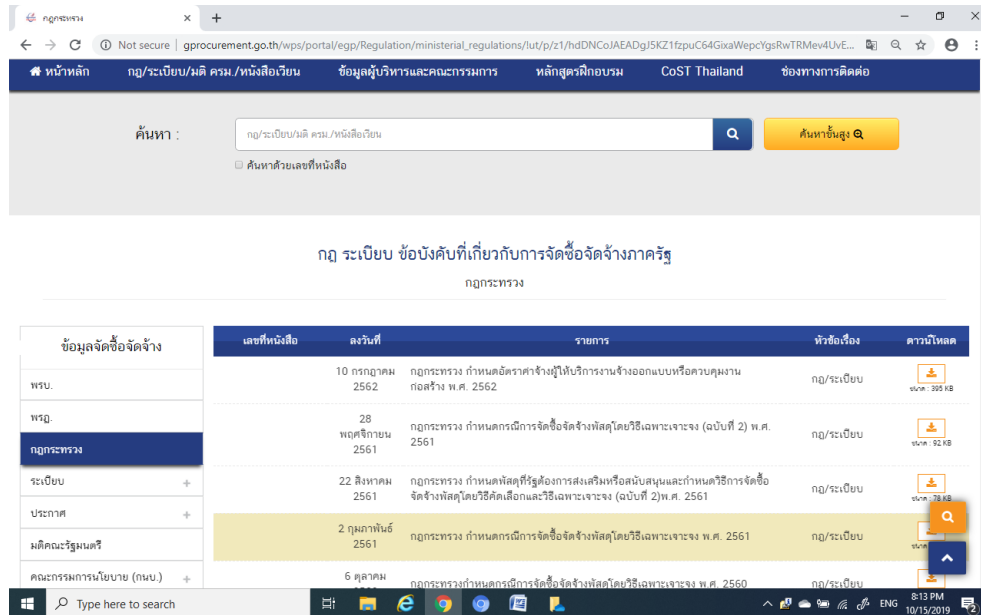 กฎกระทรวง
Not secure | gprocurement.go.th/wps/portal/egp/Regulation/ministerial_regulations/!ut/p/z1/hdDNCoJAEADgJ5KZ1fzpuC64GixaWepcYgsRwTRMev4UvE...
หน้าหลัก กฎ/ระเบียบ/มติ ครม./หนังสือเวียน ข้อมูลผู้บริหารและคณะกรรมการ หลักสูตรฝึกอบรม CoST Thailand ช่องทางการติดต่อ
ค้นหา : กฎ/ระเบียบ/มติ ครม./หนังสือเวียน ค้นหาขั้นสูง
ค้นหาด้วยเลขที่หนังสือ
กฎ ระเบียบ ข้อบังคับที่เกี่ยวกับการจัดซื้อจัดจ้างภาครัฐ
กฎกระทรวง
ข้อมูลจัดซื้อจัดจ้าง
พรบ.
พรฎ.
กฎกระทรวง
ระเบียบ +
ประกาศ +
มติคณะรัฐมนตรี
คณะกรรมการนโยบาย (กนบ.) +
เลขที่หนังสือ ลงวันที่ รายการ หัวข้อเรื่อง ดาวน์โหลด
10 กรกฎาคม 2562 กฎกระทรวง กำหนดอัตราค่าจ้างผู้ให้บริการงานจ้างออกแบบหรือควบคุมงาน
ก่อสร้าง พ.ศ. 2562 กฎ/ระเบียบ ขนาด : 395 KB
28 พฤศจิกายน 2561 กฎกระทรวง กำหนดกรณีการจัดซื้อจัดจ้างพัสดุโดยวิธีเฉพาะเจาะจง (ฉบับที่ 2) พ.ศ.
2561 กฎ/ระเบียบ ขนาด : 92 KB
22 สิงหาคม 2561 กฎกระทรวง กำหนดพัสดุที่รัฐต้องการส่งเสริมหรือสนับสนุนและกำหนดวิธีการจัดซื้อ
จัดจ้างพัสดุโดยวิธีคัดเลือกและวิธีเฉพาะเจาะจง (ฉบับที่ 2)พ.ศ. 2561 กฎ/ระเบียบ ขนาด : 78 KB
2 กุมภาพันธ์ 2561 กฎกระทรวง กำหนดกรณีการจัดซื้อจัดจ้างพัสดุโดยวิธีเฉพาะเจาะจง พ.ศ. 2561 กฎ/ระเบียบ
6 ตุลาคม กฎกระทรวงกำหนดกรณีการจัดซื้อจัดจ้างพัสดุโดยวิธีเฉพาะเจาะจง พ.ศ. 2560 กฎ/ระเบียบ
Type here to search
ENG
8:13 PM
10/15/2019